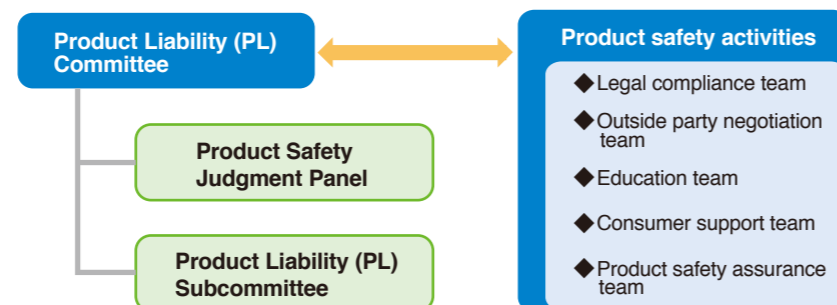 Product Liability (PL)
Committee
Product Safety
Judgment Panel
Product Liability (PL)
Subcommittee
Product safety activities
◆Legal compliance team
◆Outside party negotiation
team
◆Education team
◆Consumer support team
◆Product safety assurance
team